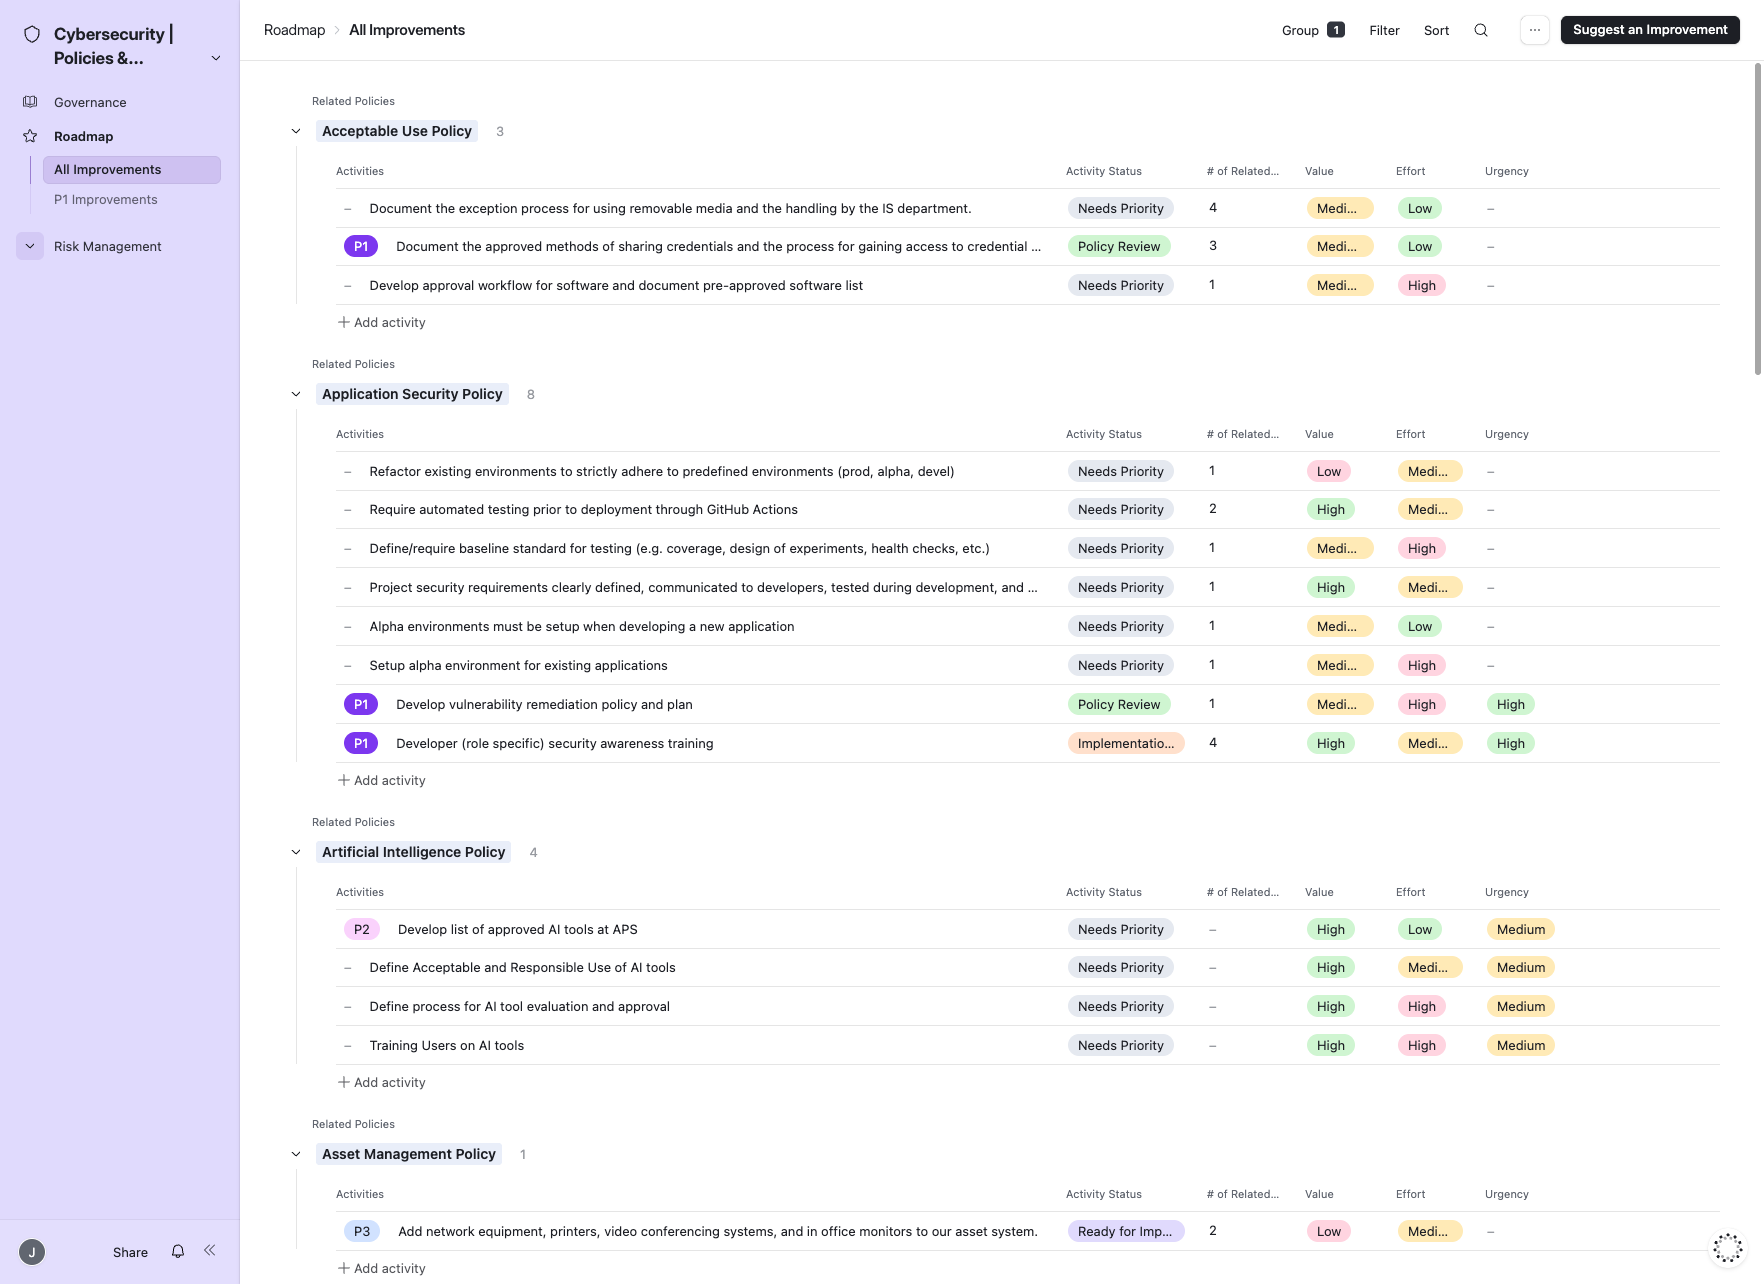 Cybersecurity |
Policies &...
Governance
Roadmap
All Improvements
P1 Improvements
Risk Management
J
Share
Roadmap
All Improvements
Group 1 Filter Sort
...
Suggest an Improvement
Related Policies
Acceptable Use Policy 3
Activities Activity Status # of Related... Value Effort Urgency
– Document the exception process for using removable media and the handling by the IS department. Needs Priority 4 Medi... Low –
P1 Document the approved methods of sharing credentials and the process for gaining access to credential ... Policy Review 3 Medi... Low –
– Develop approval workflow for software and document pre-approved software list Needs Priority 1 Medi... High –
+ Add activity
Related Policies
Application Security Policy 8
Activities Activity Status # of Related... Value Effort Urgency
– Refactor existing environments to strictly adhere to predefined environments (prod, alpha, devel) Needs Priority 1 Low Medi... –
– Require automated testing prior to deployment through GitHub Actions Needs Priority 2 High Medi... –
– Define/require baseline standard for testing (e.g. coverage, design of experiments, health checks, etc.) Needs Priority 1 Medi... High –
– Project security requirements clearly defined, communicated to developers, tested during development, and ... Needs Priority 1 High Medi... –
– Alpha environments must be setup when developing a new application Needs Priority 1 Medi... Low –
– Setup alpha environment for existing applications Needs Priority 1 Medi... High –
P1 Develop vulnerability remediation policy and plan Policy Review 1 Medi... High High
P1 Developer (role specific) security awareness training Implementatio... 4 High Medi... High
+ Add activity
Related Policies
Artificial Intelligence Policy 4
Activities Activity Status # of Related... Value Effort Urgency
P2 Develop list of approved AI tools at APS Needs Priority – High Low Medium
– Define Acceptable and Responsible Use of AI tools Needs Priority – High Medi... Medium
– Define process for AI tool evaluation and approval Needs Priority – High High Medium
– Training Users on AI tools Needs Priority – High High Medium
+ Add activity
Related Policies
Asset Management Policy 1
Activities Activity Status # of Related... Value Effort Urgency
P3 Add network equipment, printers, video conferencing systems, and in office monitors to our asset system. Ready for Imp... 2 Low Medi... –
+ Add activity